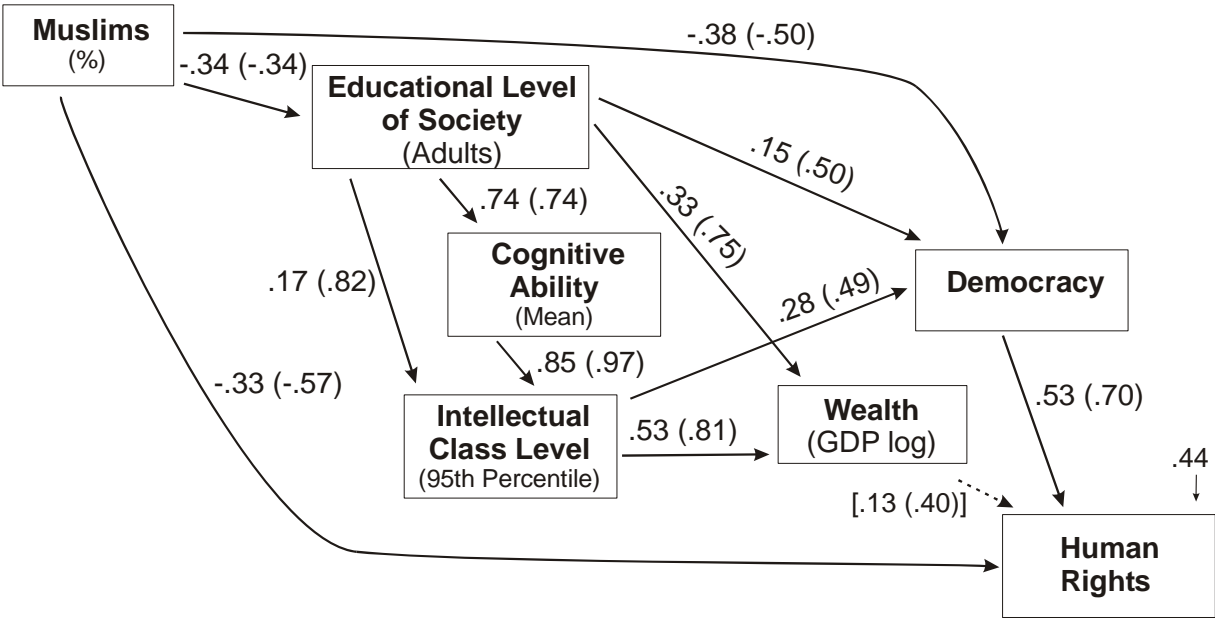 Muslims
(%)
-.38 (-.50)
-.34 (-.34)
Educational Level
of Society
(Adults)
.15 (.50)
.33 (.75)
.74 (.74)
Cognitive
Ability
(Mean)
.17 (.82)
.28 (.49)
Democracy
.85 (.97)
-.33 (-.57)
Intellectual
Class Level
(95th Percentile)
.53 (.81)
Wealth
(GDP log)
.53 (.70)
.44
[.13 (.40)]
Human
Rights